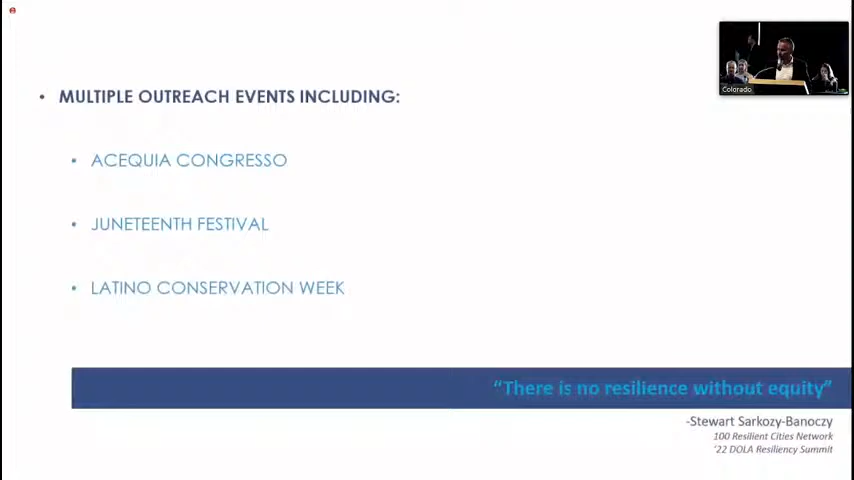 Colorado
• MULTIPLE OUTREACH EVENTS INCLUDING:
• ACEQUIA CONGRESSO
• JUNETEENTH FESTIVAL
• LATINO CONSERVATION WEEK
“There is no resilience without equity”
-Stewart Sarkozy-Banoczy
100 Resilient Cities Network
'22 DOLA Resiliency Summit